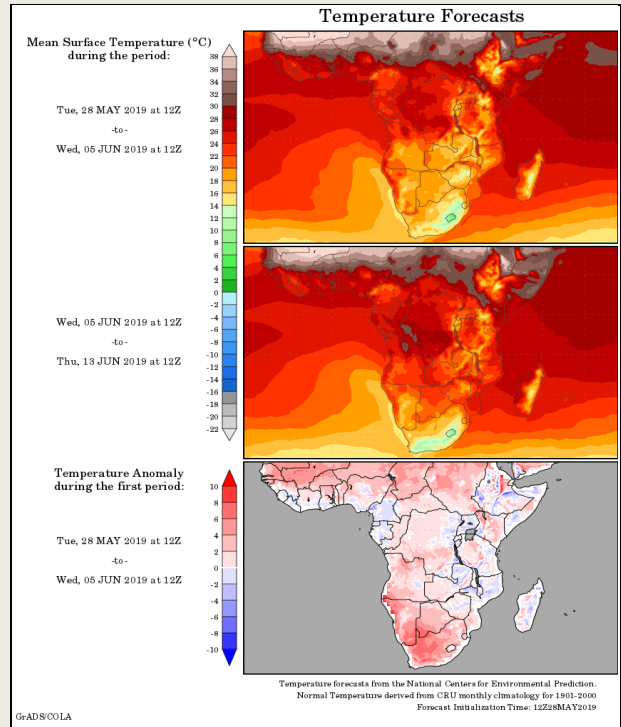 Temperature Forecasts
Mean Surface Temperature (°C)
during the period:
38
36
34
32
30
28
26
24
22
20
18
16
14
12
10
8
6
4
2
0
-2
-4
-6
-8
-10
-12
-14
-16
-18
-20
-22
Tue, 28 MAY 2019 at 12Z
-to-
Wed, 05 JUN 2019 at 12Z
Wed, 05 JUN 2019 at 12Z
-to-
Thu, 13 JUN 2019 at 12Z
Temperature Anomaly
during the first period:
10
8
6
4
2
0
-2
-4
-6
-8
-10
Tue, 28 MAY 2019 at 12Z
-to-
Wed, 05 JUN 2019 at 12Z
Temperature forecasts from the National Centers for Environmental Prediction.
Normal Temperature derived from CRU monthly climatology for 1901-2000
Forecast Initialization Time: 12Z28MAY2019
GrADS/COLA